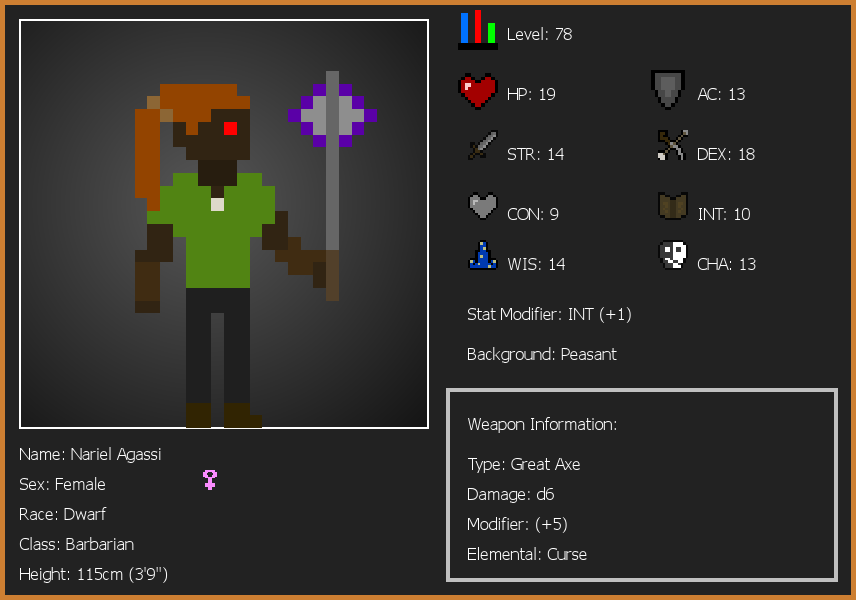 Level: 78
HP: 19
AC: 13
STR: 14
DEX: 18
CON: 9
INT: 10
WIS: 14
CHA: 13
Stat Modifier: INT (+1)
Background: Peasant
Weapon Information:
Type: Great Axe
Damage: d6
Modifier: (+5)
Elemental: Curse
Name: Nariel Agassi
Sex: Female
Race: Dwarf
Class: Barbarian
Height: 115cm (3'9")